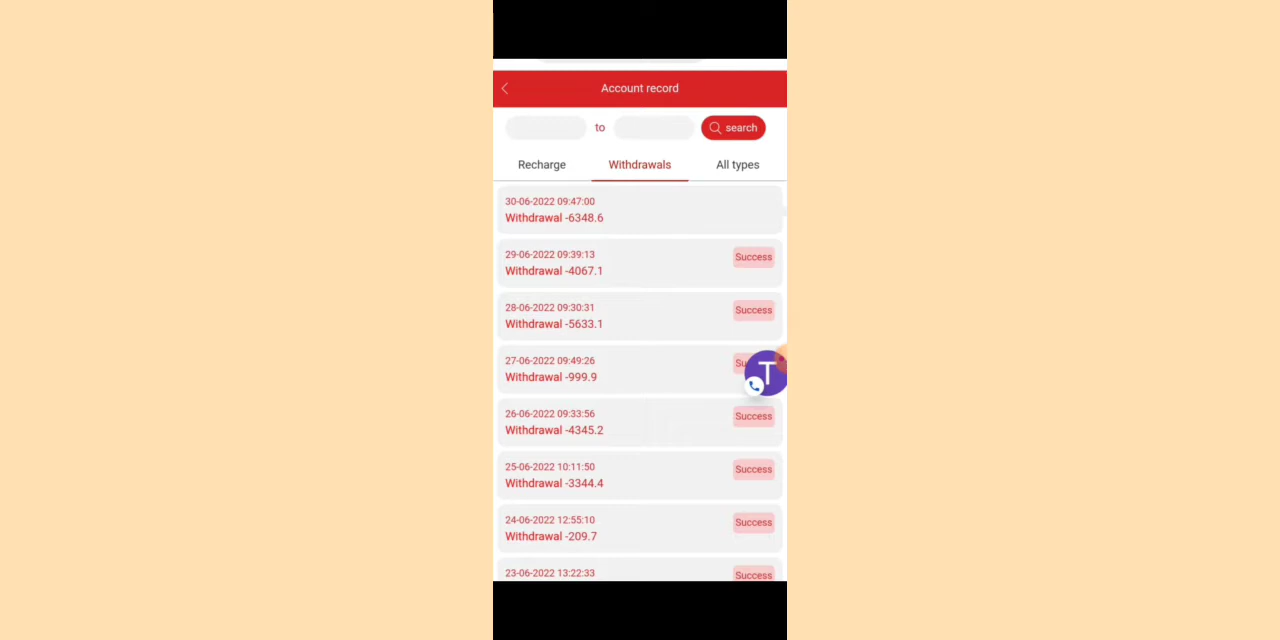 Account record
to
search
Recharge
Withdrawals
All types
30-06-2022 09:47:00
Withdrawal -6348.6
29-06-2022 09:39:13
Success
Withdrawal -4067.1
28-06-2022 09:30:31
Success
Withdrawal -5633.1
27-06-2022 09:49:26
T
Withdrawal -999.9
26-06-2022 09:33:56
Success
Withdrawal -4345.2
25-06-2022 10:11:50
Success
Withdrawal -3344.4
24-06-2022 12:55:10
Success
Withdrawal -209.7
23-06-2022 13:22:33
Success